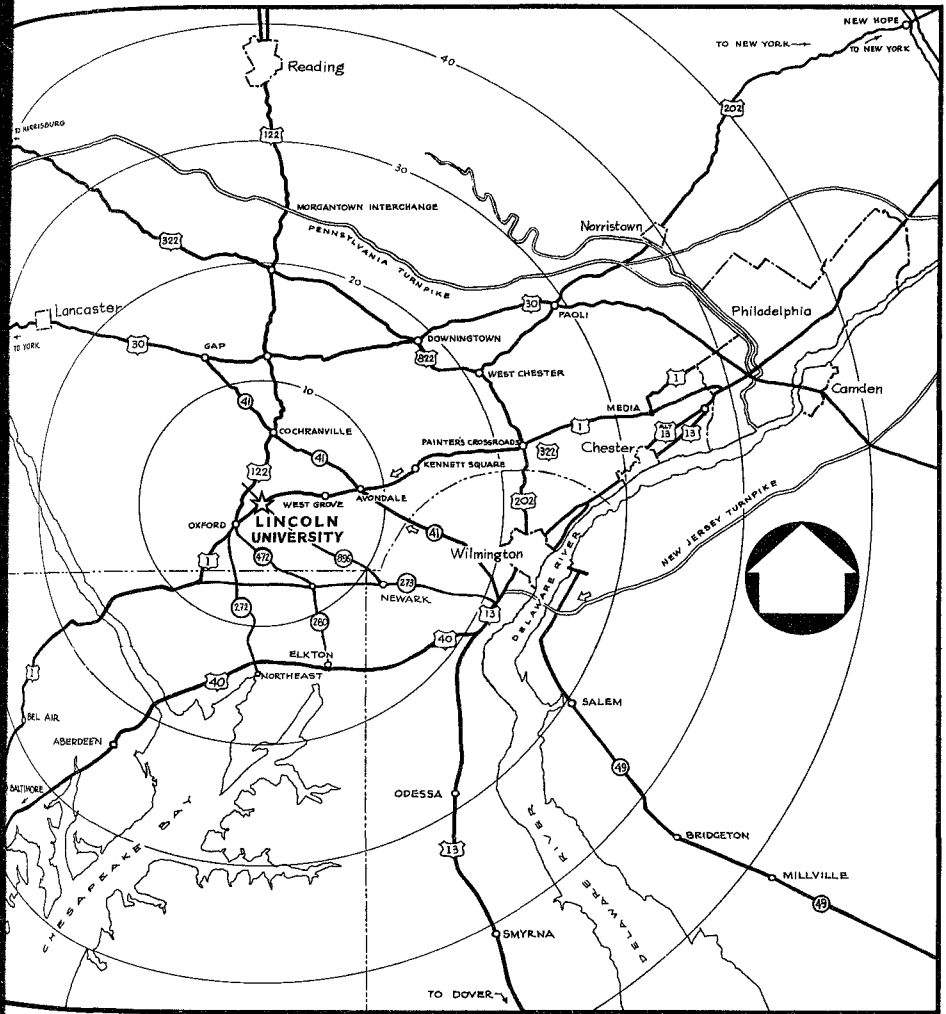 NEW HOPE
TO NEW YORK
TO NEW YORK
40
Reading
202
TO HARRISBURG
122
30
MORGANTOWN INTERCHANGE
PENNSYLVANIA TURNPIKE
Norristown
322
20
Lancaster
30
PAOLI
Philadelphia
TO YORK
30
GAP
DOWNINGTOWN
322
WEST CHESTER
10
1
Camden
41
MEDIA
COCHRANVILLE
1
ALT 13
13
PAINTER'S CROSSROADS
322
Chester
41
KENNETT SQUARE
122
WEST GROVE
AVONDALE
202
NEW JERSEY TURNPIKE
OXFORD
LINCOLN
UNIVERSITY
41
Wilmington
DELAWARE RIVER
1
472
896
273
NEWARK
272
280
13
40
ELKTON
NORTHEAST
1
40
SALEM
BEL AIR
ABERDEEN
49
BALTIMORE
ODESSA
CHESAPEAKE BAY
13
DELAWARE RIVER
BRIDGETON
MILLVILLE
49
SMYRNA
TO DOVER